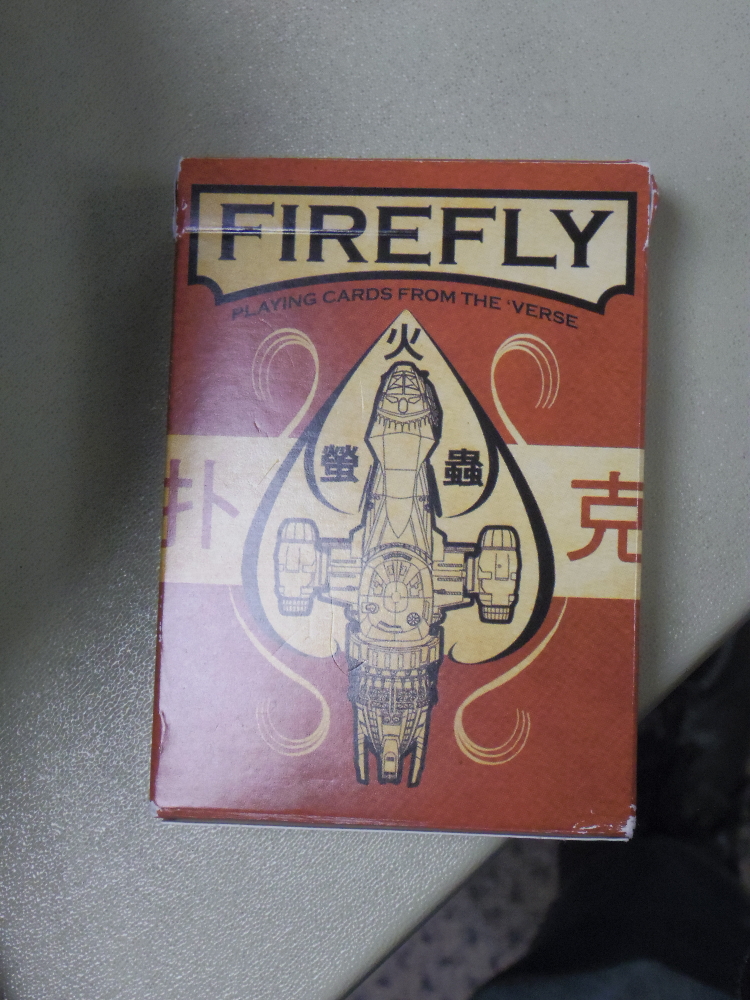 FIREFLY
PLAYING CARDS FROM THE 'VERSE
火
螢 蟲
扑 克